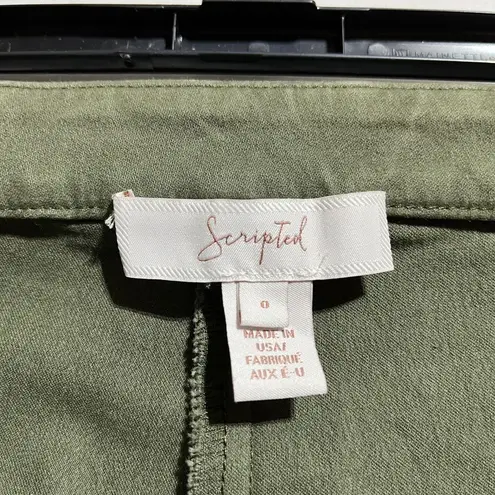 Scripted
0
MADE IN
USA/
FABRIQUÉ
AUX É-U